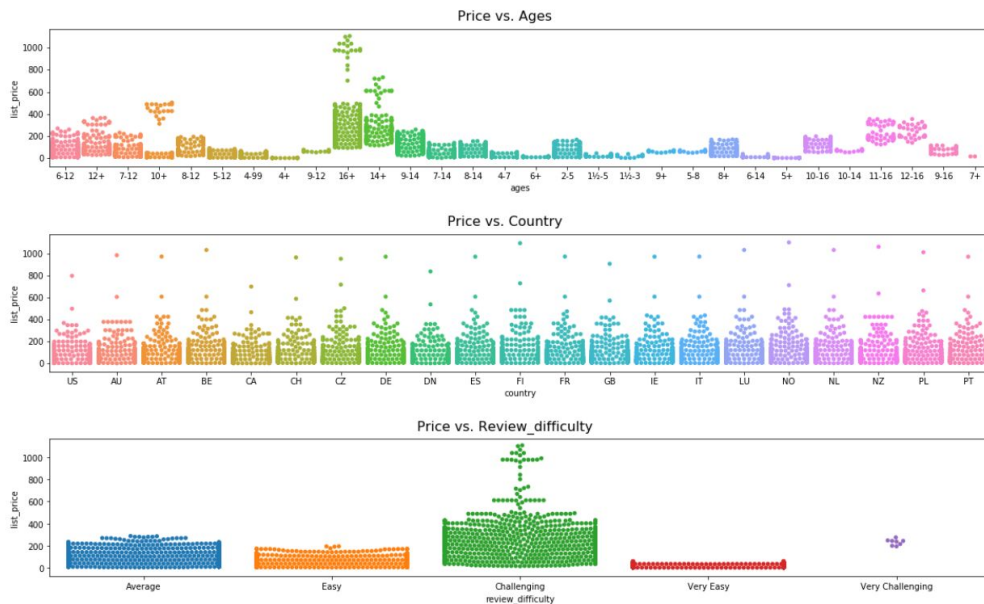 Price vs. Ages
list_price
1000
800
600
400
200
0
6-12 12+ 7-12 10+ 8-12 5-12 4-99 4+ 9-12 16+ 14+ 9-14 7-14 8-14 4-7 6+ 2-5 1½-5 1½-3 9+ 5-8 8+ 6-14 5+ 10-16 10-14 11-16 12-16 9-16 7+
ages
Price vs. Country
list_price
1000
800
600
400
200
0
US AU AT BE CA CH CZ DE DN ES FI FR GB IE IT LU NO NL NZ PL PT
country
Price vs. Review_difficulty
list_price
1000
800
600
400
200
0
Average Easy Challenging Very Easy Very Challenging
review_difficulty